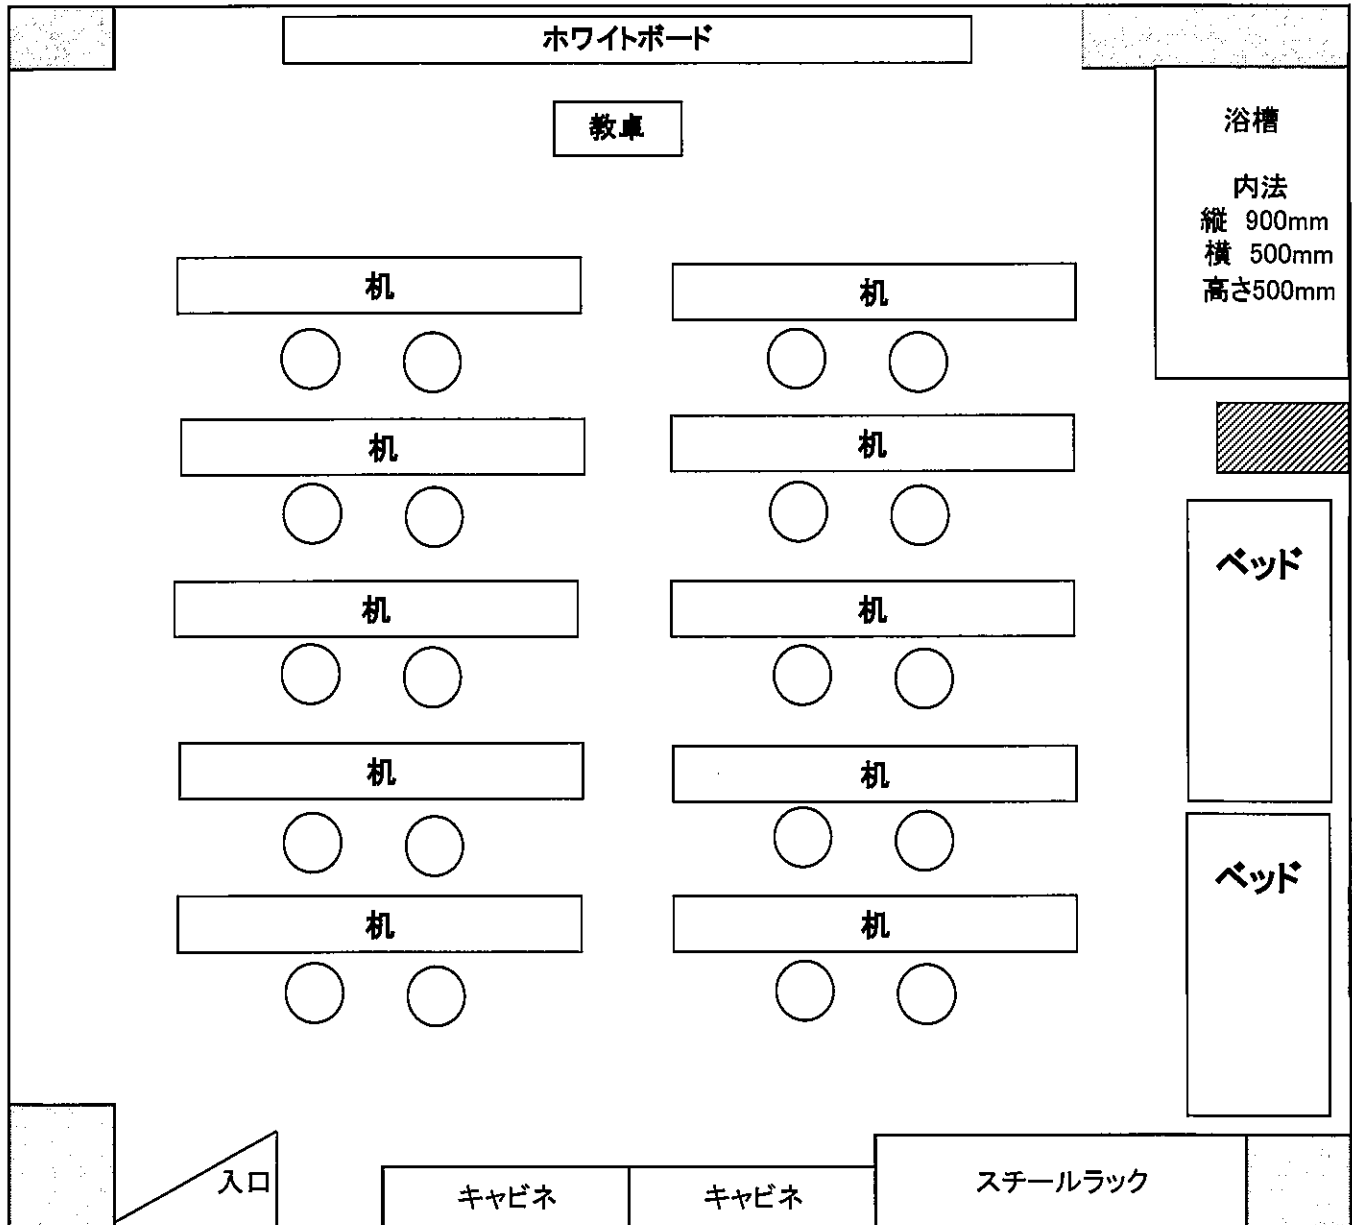 ホワイトボード
教卓
浴槽
内法
縦 900mm
横 500mm
高さ500mm
机
机
机
机
机
机
机
机
机
机
ベッド
ベッド
入口
キャビネ
キャビネ
スチールラック